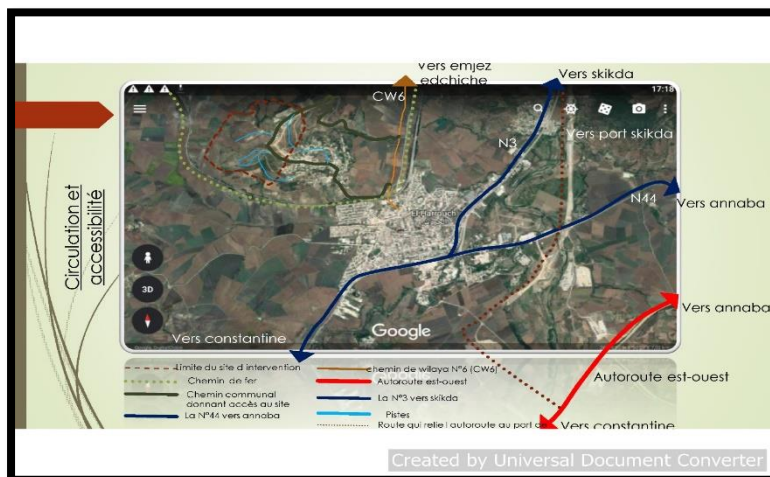 Vers emjez
edchiche
Vers skikda
17:18
CW6
Vers port skikda
N3
N44
El Harrouch
Vers annaba
Circulation et
accessibilité
3D
Vers annaba
Google
Vers constantine
Limite du site d intervention
chemin de wilaya N°6 (CW6)
Chemin de fer
Autoroute est-ouest
Autoroute est-ouest
Chemin communal
donnant accès au site
La N°3 vers skikda
La N°44 vers annaba
Pistes
Route qui relie l autoroute au port de
Vers constantine
Created by Universal Document Converter